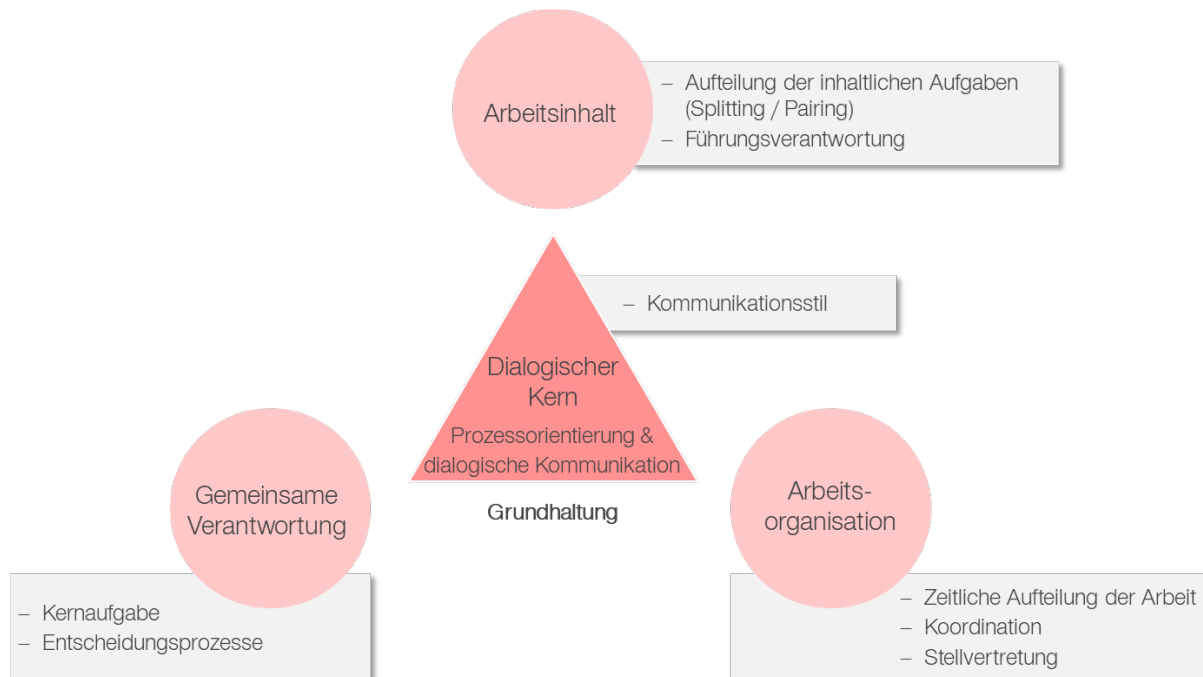 Arbeitsinhalt
– Aufteilung der inhaltlichen Aufgaben
(Splitting / Pairing)
– Führungsverantwortung
– Kommunikationsstil
Dialogischer
Kern
Prozessorientierung &
dialogische Kommunikation
Grundhaltung
Gemeinsame
Verantwortung
– Kernaufgabe
– Entscheidungsprozesse
Arbeits-
organisation
– Zeitliche Aufteilung der Arbeit
– Koordination
– Stellvertretung